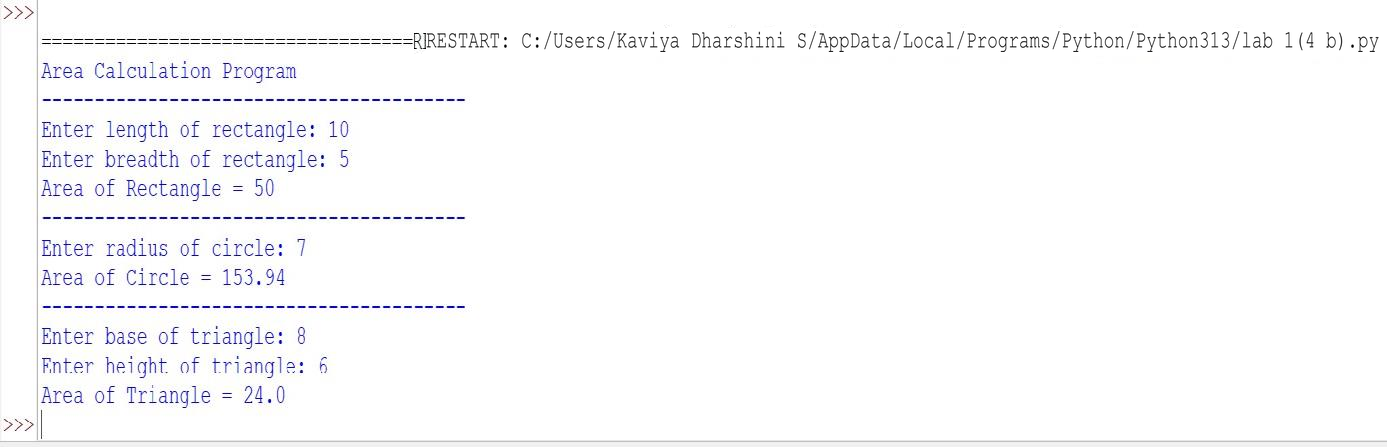 >>>
===================================R]RESTART: C:/Users/Kaviya Dharshini S/AppData/Local/Programs/Python/Python313/lab 1(4 b).py
Area Calculation Program
----------------------------------------
Enter length of rectangle: 10
Enter breadth of rectangle: 5
Area of Rectangle = 50
----------------------------------------
Enter radius of circle: 7
Area of Circle = 153.94
----------------------------------------
Enter base of triangle: 8
Enter height of triangle: 6
Area of Triangle = 24.0
>>>